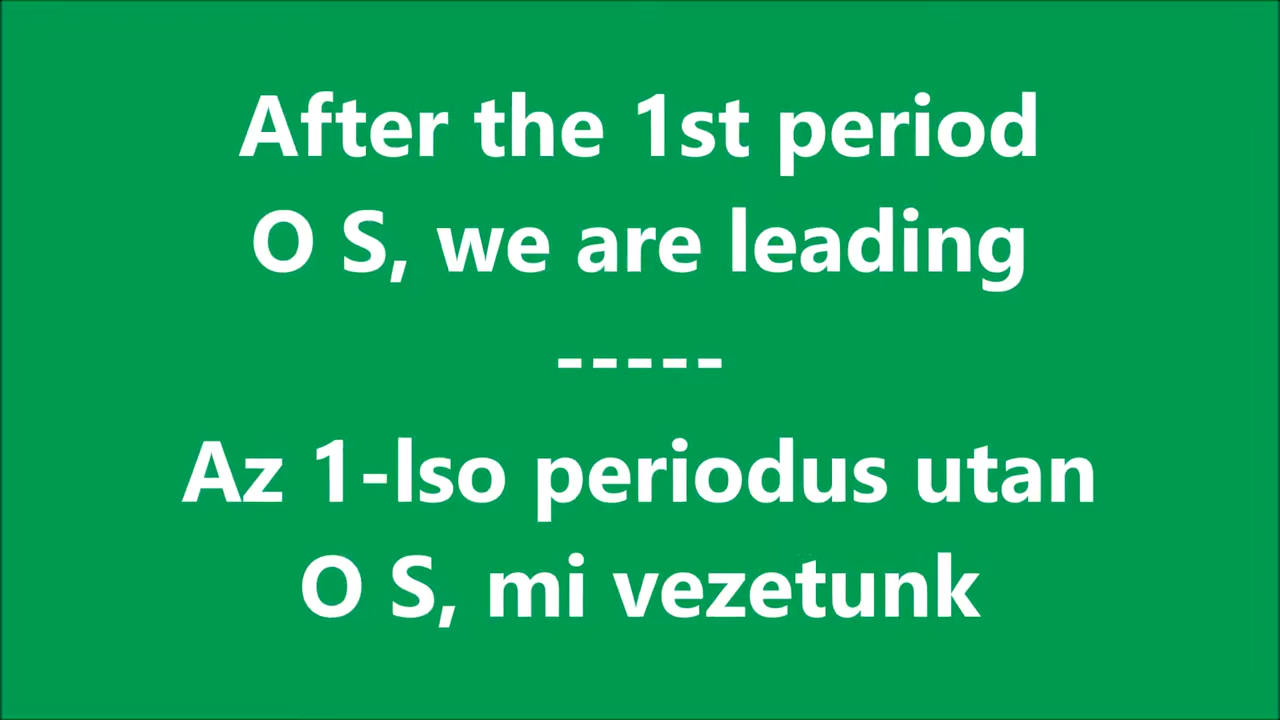 After the 1st period
O S, we are leading
-----
Az 1-lso periodus utan
O S, mi vezetunk